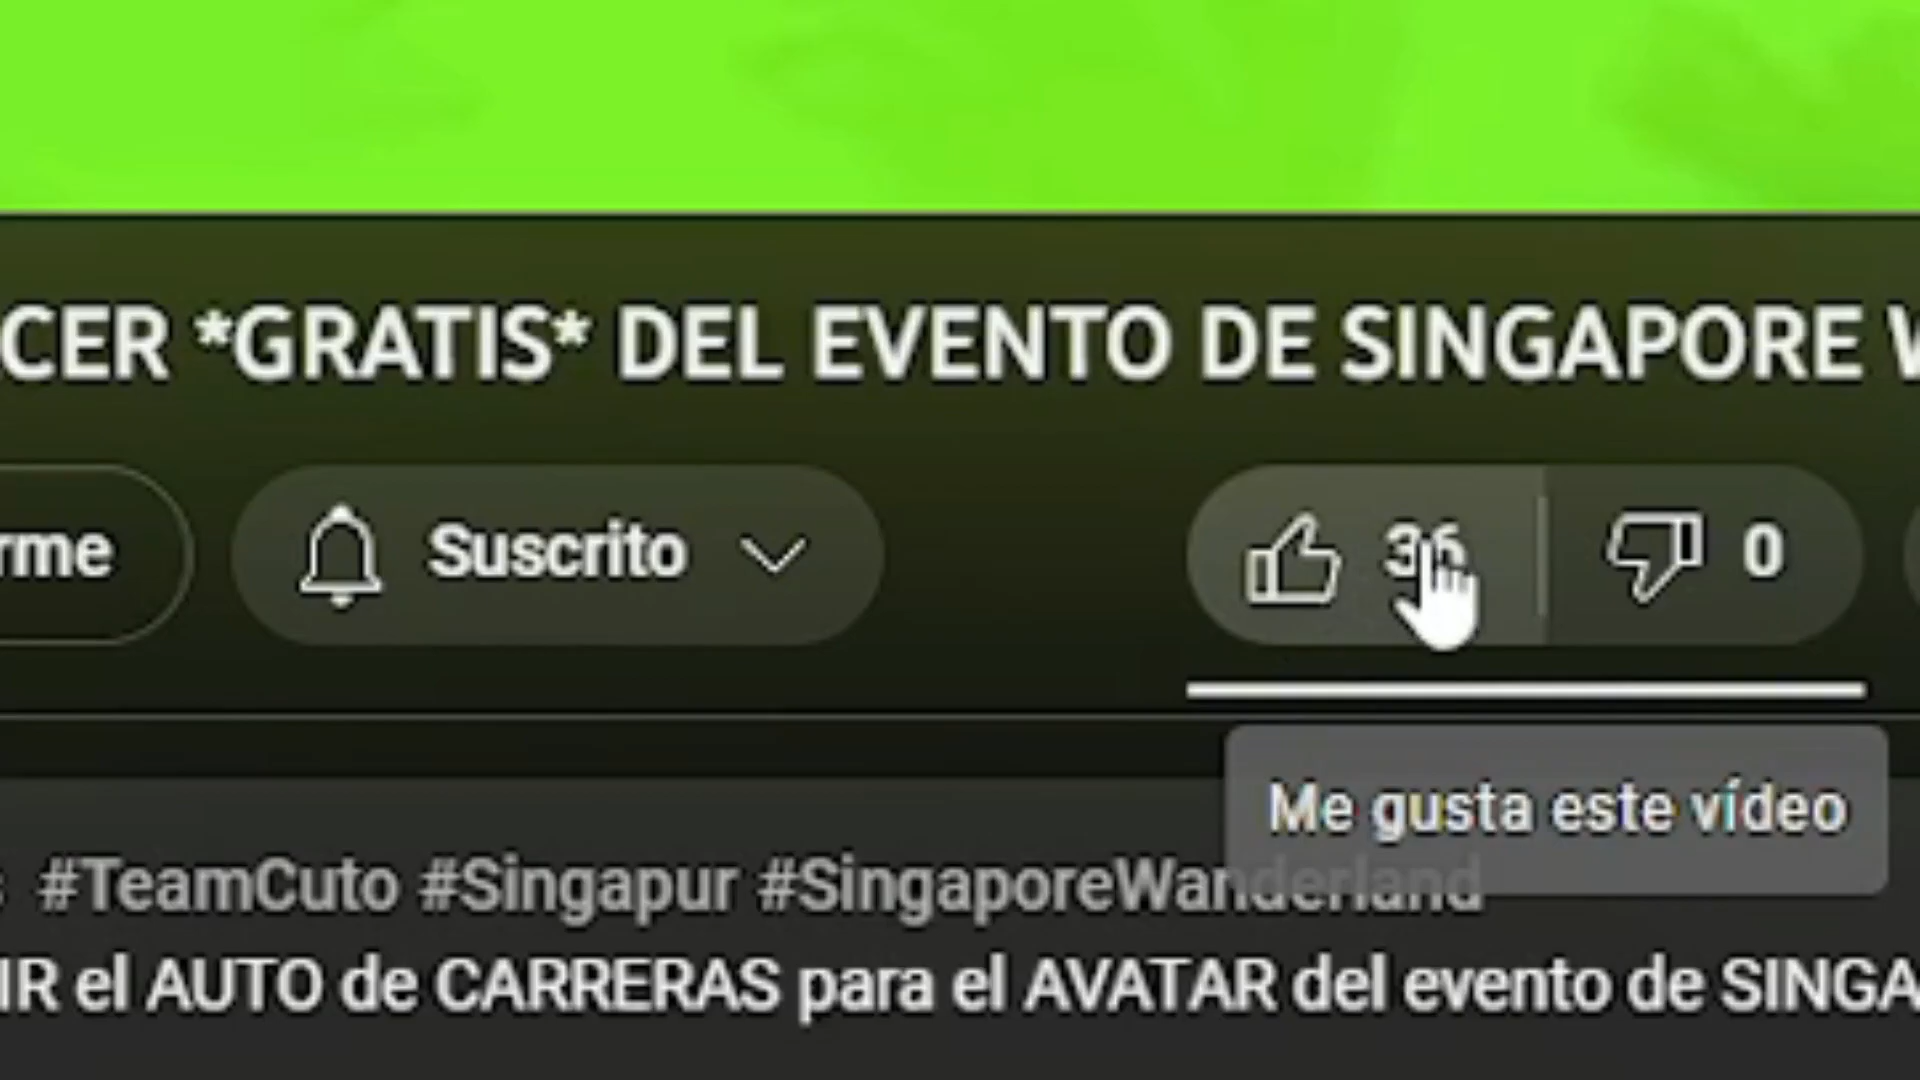 CER *GRATIS* DEL EVENTO DE SINGAPORE W
rme Suscrito 36 0
Me gusta este vídeo
#TeamCuto #Singapur #SingaporeWanderland
IR el AUTO de CARRERAS para el AVATAR del evento de SINGA